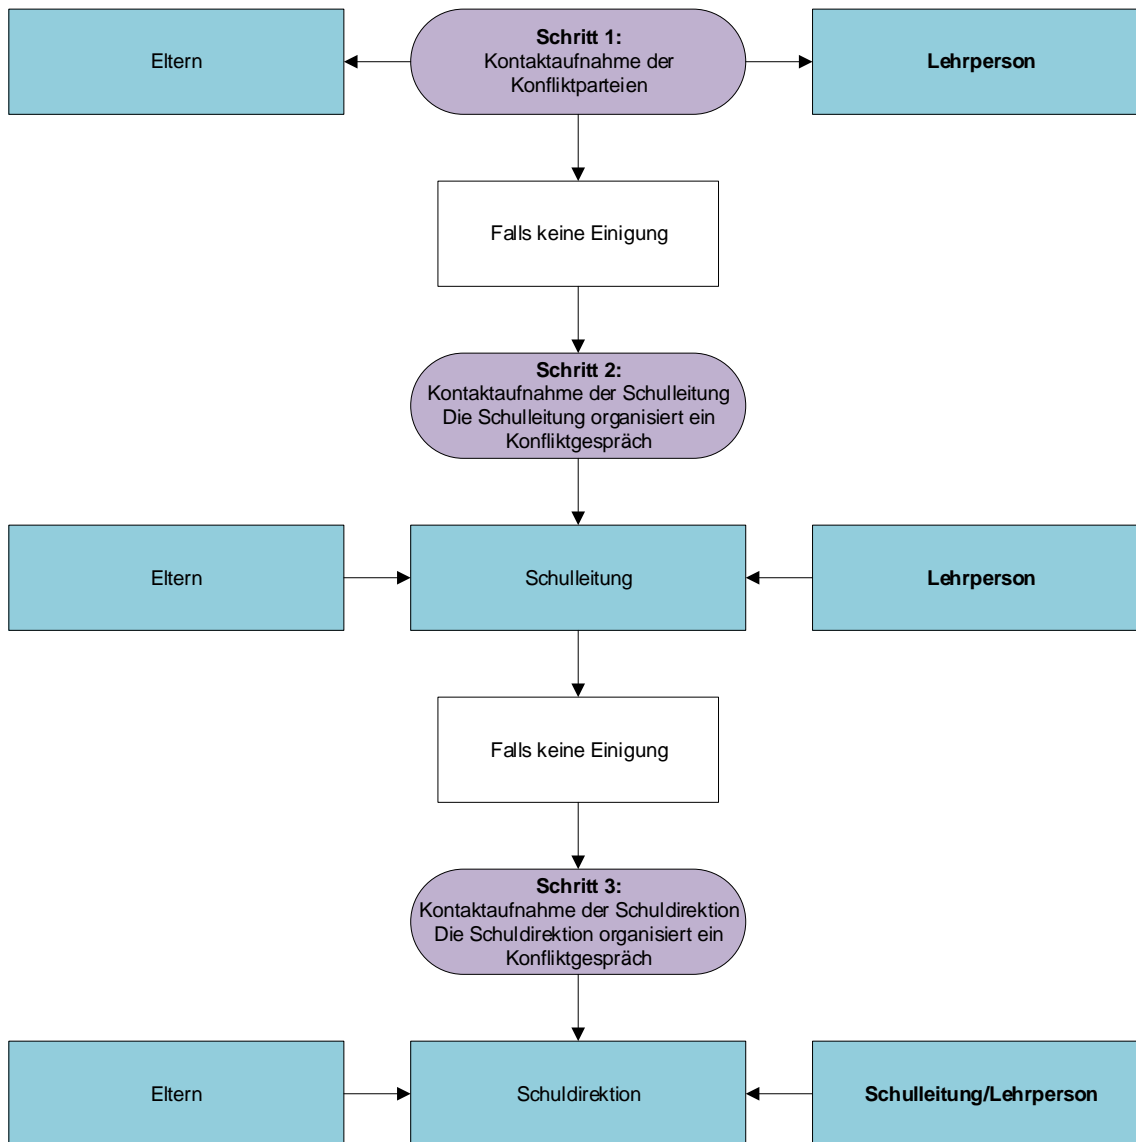 Eltern
Schritt 1:
Kontaktaufnahme der
Konfliktparteien
Lehrperson
Falls keine Einigung
Schritt 2:
Kontaktaufnahme der Schulleitung
Die Schulleitung organisiert ein
Konfliktgespräch
Eltern
Schulleitung
Lehrperson
Falls keine Einigung
Schritt 3:
Kontaktaufnahme der Schuldirektion
Die Schuldirektion organisiert ein
Konfliktgespräch
Eltern
Schuldirektion
Schulleitung/Lehrperson